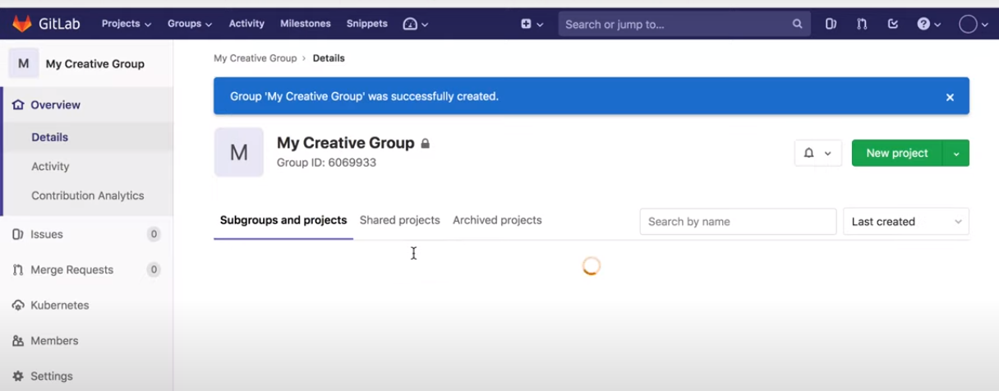 GitLab Projects Groups Activity Milestones Snippets Search or jump to...
M My Creative Group
Overview
Details
Activity
Contribution Analytics
Issues 0
Merge Requests 0
Kubernetes
Members
Settings
My Creative Group › Details
Group 'My Creative Group' was successfully created.
M
My Creative Group
Group ID: 6069933
New project
Subgroups and projects Shared projects Archived projects Search by name Last created